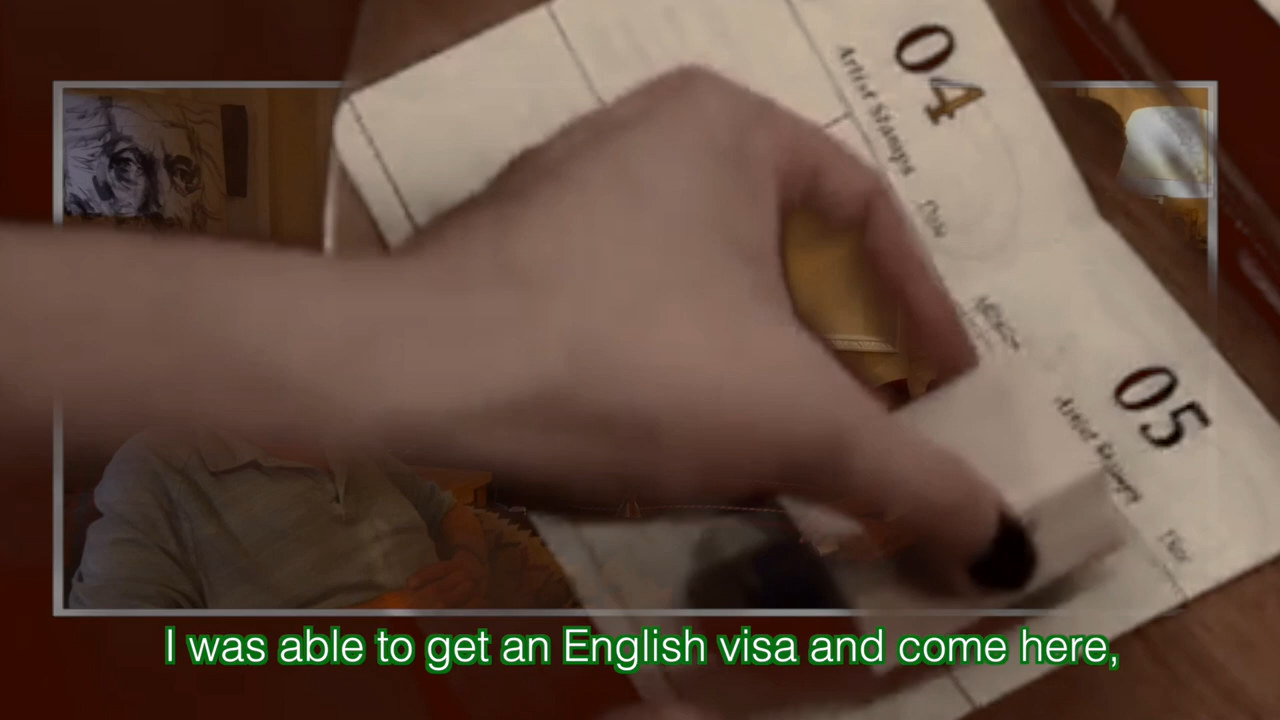 04
Artist Stamps
05
Artist Stamps
I was able to get an English visa and come here,